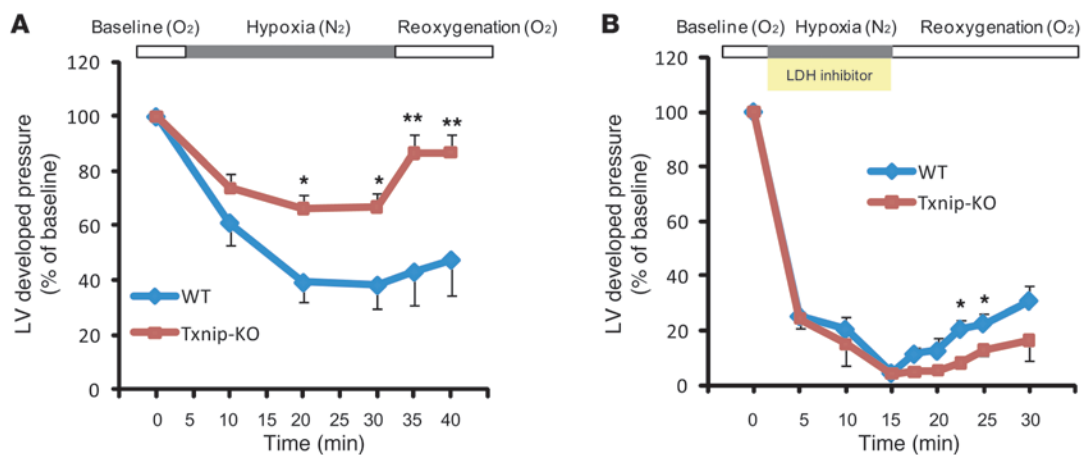 A
Baseline (O2) Hypoxia (N2) Reoxygenation (O2)
120
100
80
60
40
20
0
LV developed pressure
(% of baseline)
** **
* *
WT
Txnip-KO
0 5 10 15 20 25 30 35 40
Time (min)
B
Baseline (O2) Hypoxia (N2) Reoxygenation (O2)
LDH inhibitor
120
100
80
60
40
20
0
LV developed pressure
(% of baseline)
WT
Txnip-KO
* *
0 5 10 15 20 25 30
Time (min)